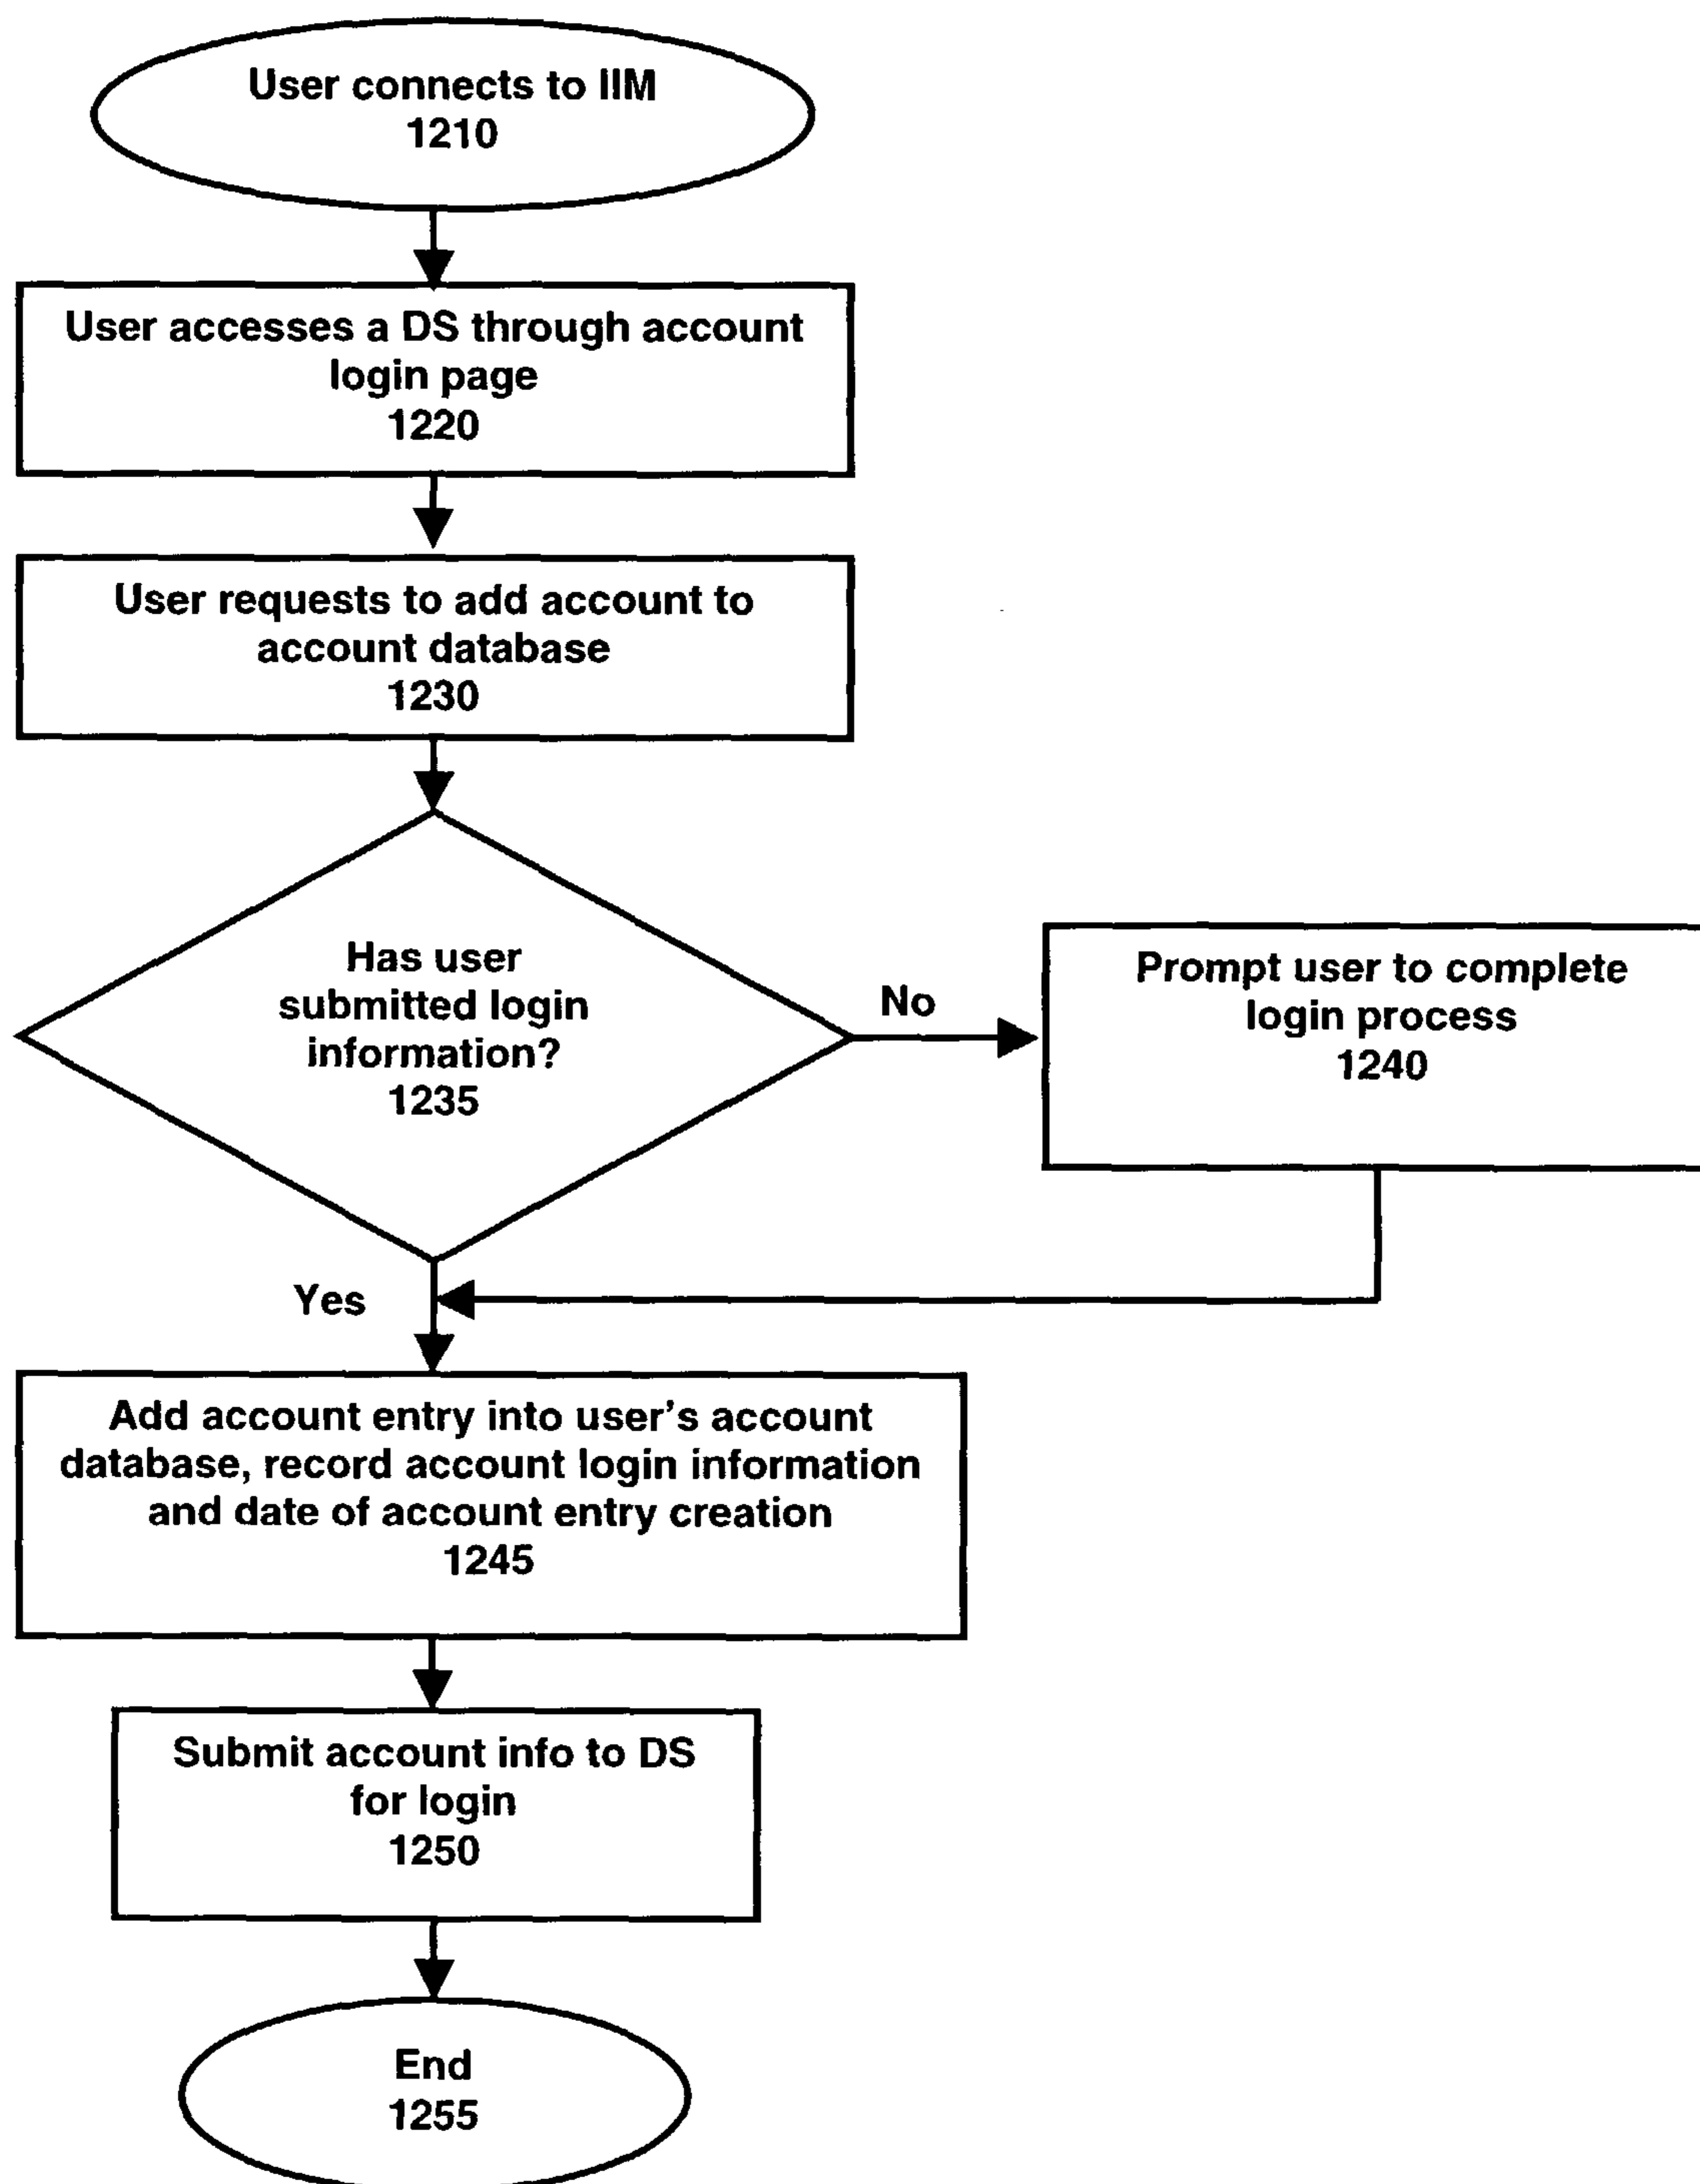 User connects to IIM
1210
User accesses a DS through account
login page
1220
User requests to add account to
account database
1230
Has user
submitted login
information?
1235
No
Prompt user to complete
login process
1240
Yes
Add account entry into user's account
database, record account login information
and date of account entry creation
1245
Submit account info to DS
for login
1250
End
1255